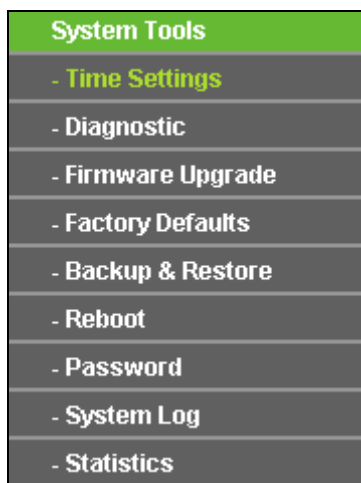 System Tools
- Time Settings
- Diagnostic
- Firmware Upgrade
- Factory Defaults
- Backup & Restore
- Reboot
- Password
- System Log
- Statistics